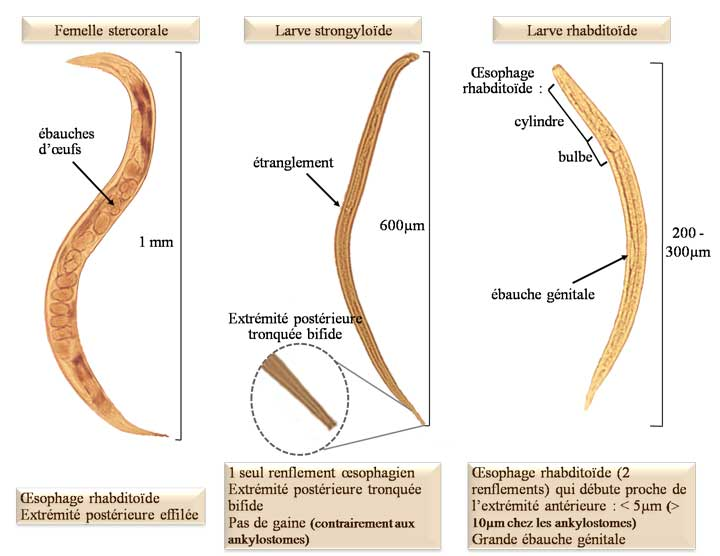 Femelle stercorale
Larve strongyloïde
Larve rhabditoïde
ébauches
d'œufs
1 mm
étranglement
600µm
Extrémité postérieure
tronquée bifide
Œsophage
rhabditoïde :
cylindre
bulbe
200 -
300µm
ébauche génitale
Œsophage rhabditoïde
Extrémité postérieure effilée
1 seul renflement œsophagien
Extrémité postérieure tronquée
bifide
Pas de gaine (contrairement aux
ankylostomes)
Œsophage rhabditoïde (2
renflements) qui débute proche de
l'extrémité antérieure : < 5µm (>
10µm chez les ankylostomes)
Grande ébauche génitale